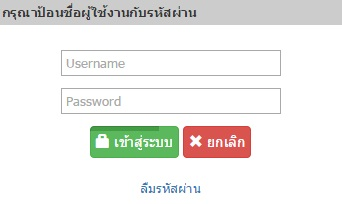 กรุณาป้อนชื่อผู้ใช้งานกับรหัสผ่าน
Username
Password
เข้าสู่ระบบ ยกเลิก
ลืมรหัสผ่าน